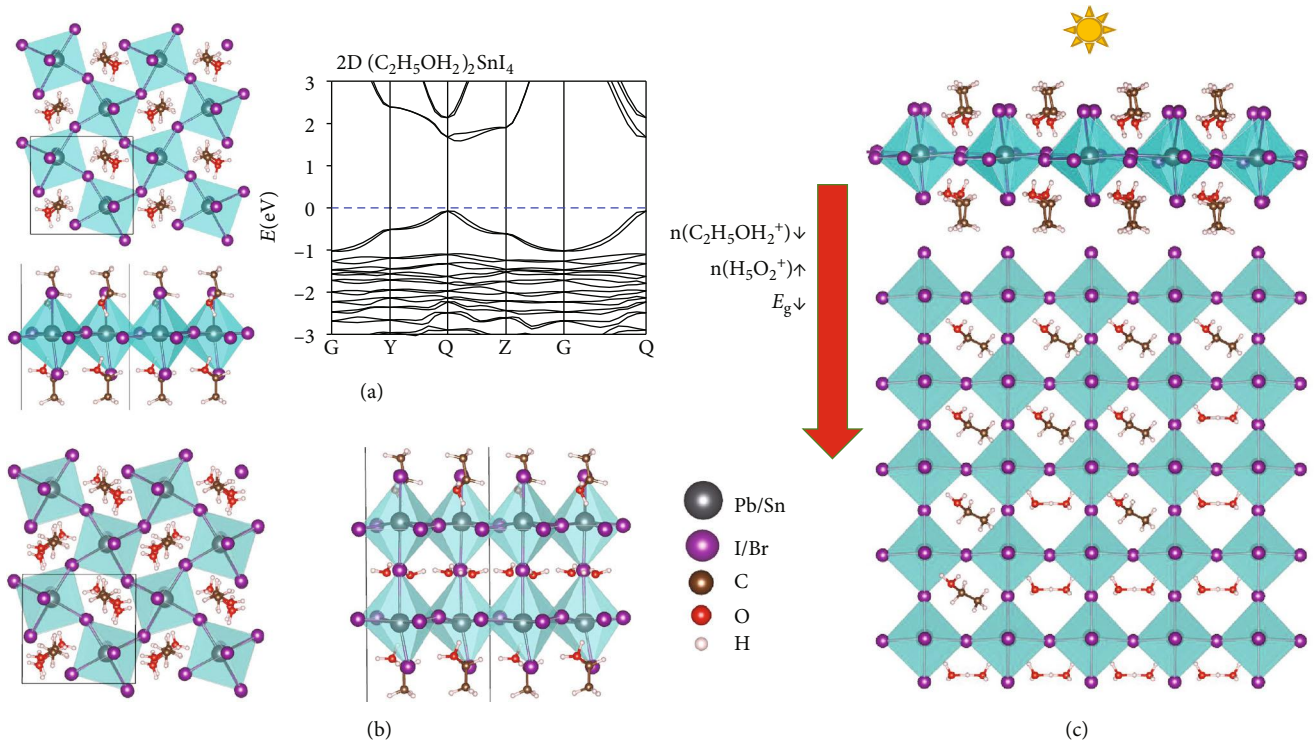 2D (C₂H₅OH₂)₂SnI₄
E(eV)
3
2
1
0
−1
−2
−3
G Y Q Z G Q
(a)
(b)
n(C₂H₅OH₂⁺)↓
n(H₅O₂⁺)↑
E_g↓
Pb/Sn
I/Br
C
O
H
(c)